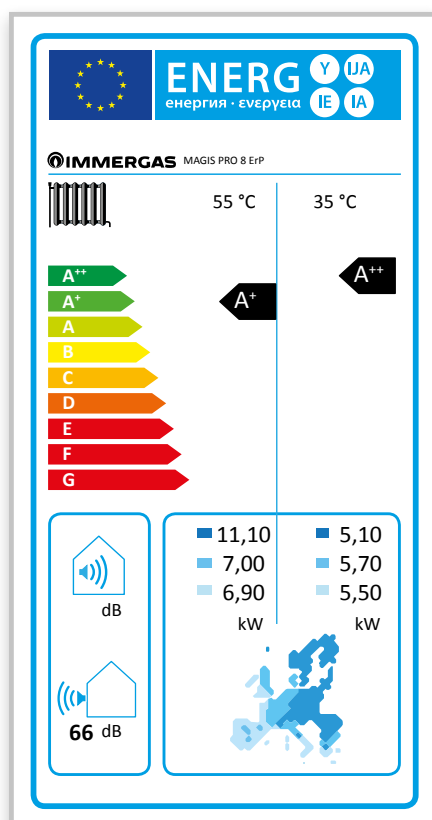 ENERG Y IJA
енергия · ενεργεια IE IA
IMMERGAS MAGIS PRO 8 ErP
55 °C 35 °C
A++
A+
A
B
C
D
E
F
G
A+
A++
11,10 5,10
7,00 5,70
6,90 5,50
kW kW
dB
66 dB